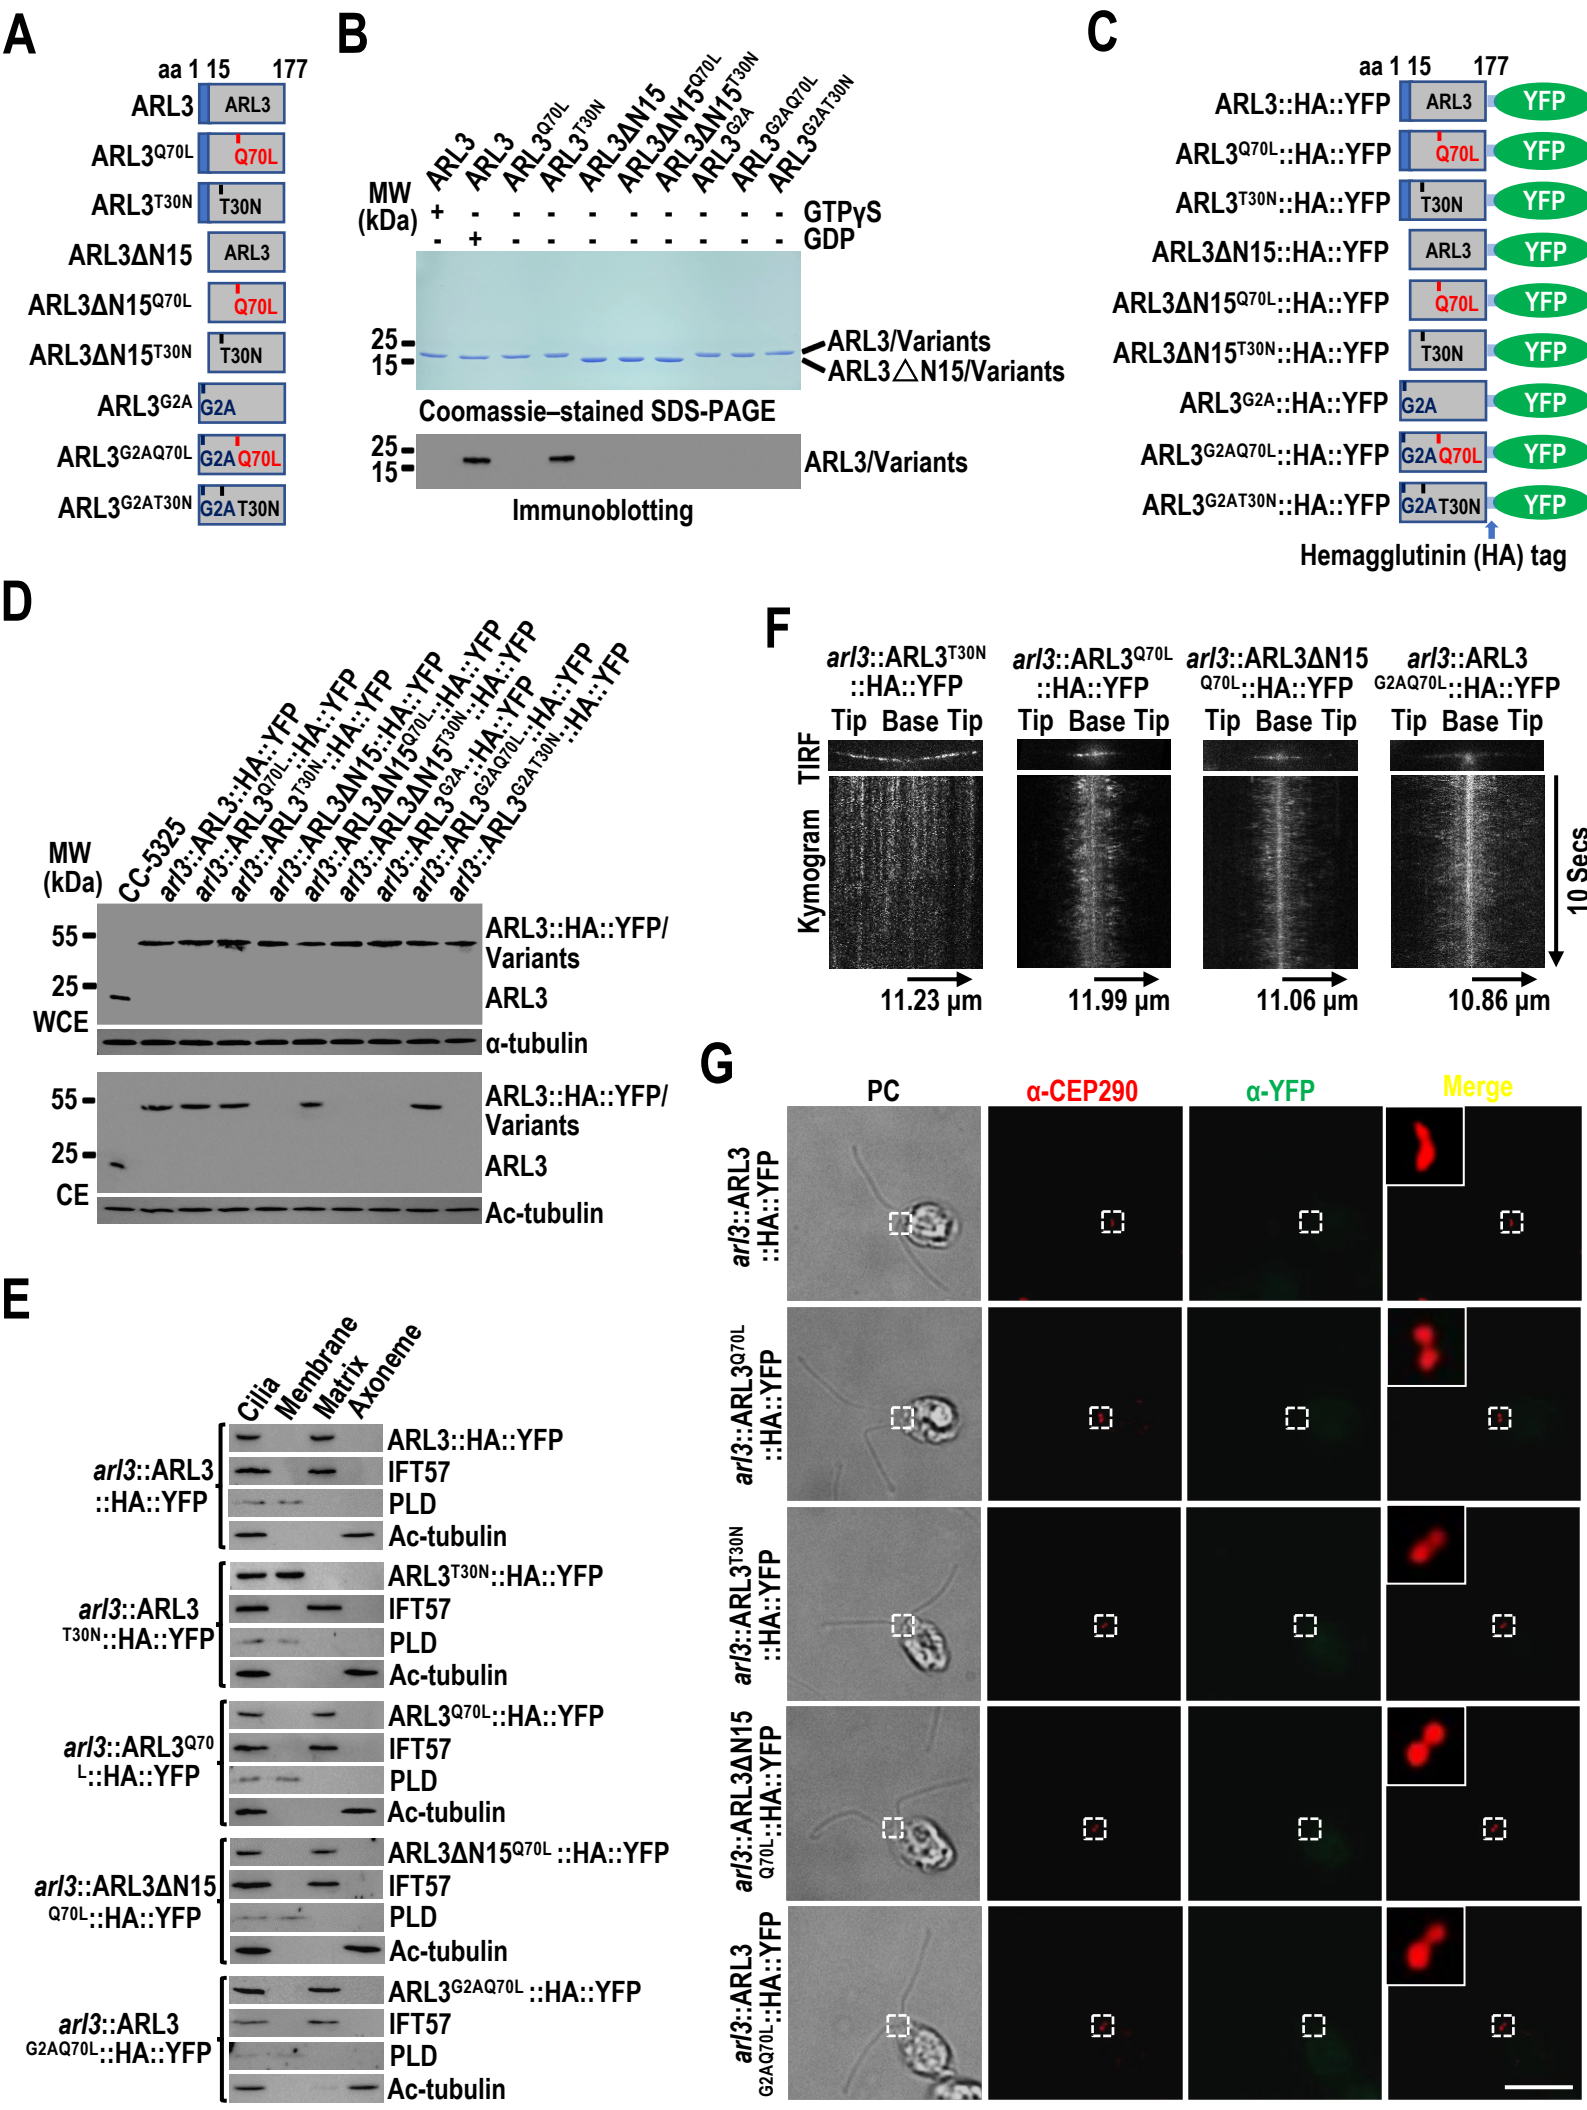 A
aa 1 15 177
ARL3 ARL3
ARL3Q70L Q70L
ARL3T30N T30N
ARL3ΔN15 ARL3
ARL3ΔN15Q70L Q70L
ARL3ΔN15T30N T30N
ARL3G2A G2A
ARL3G2AQ70L G2A Q70L
ARL3G2AT30N G2A T30N
B
ARL3
ARL3
ARL3Q70L
ARL3T30N
ARL3ΔN15
ARL3ΔN15Q70L
ARL3ΔN15T30N
ARL3G2A
ARL3G2AQ70L
ARL3G2AT30N
MW
(kDa)
+ - - - - - - - - - GTPγS
- + - - - - - - - - GDP
25
15
ARL3/Variants
ARL3△N15/Variants
Coomassie–stained SDS-PAGE
25
15
ARL3/Variants
Immunoblotting
C
aa 1 15 177
ARL3::HA::YFP ARL3 YFP
ARL3Q70L::HA::YFP Q70L YFP
ARL3T30N::HA::YFP T30N YFP
ARL3ΔN15::HA::YFP ARL3 YFP
ARL3ΔN15Q70L::HA::YFP Q70L YFP
ARL3ΔN15T30N::HA::YFP T30N YFP
ARL3G2A::HA::YFP G2A YFP
ARL3G2AQ70L::HA::YFP G2A Q70L YFP
ARL3G2AT30N::HA::YFP G2A T30N YFP
Hemagglutinin (HA) tag
D
MW
(kDa)
CC-5325
arl3::ARL3::HA::YFP
arl3::ARL3Q70L::HA::YFP
arl3::ARL3T30N::HA::YFP
arl3::ARL3ΔN15::HA::YFP
arl3::ARL3ΔN15Q70L::HA::YFP
arl3::ARL3ΔN15T30N::HA::YFP
arl3::ARL3G2A::HA::YFP
arl3::ARL3G2AQ70L::HA::YFP
arl3::ARL3G2AT30N::HA::YFP
55
25
WCE
ARL3::HA::YFP/
Variants
ARL3
α-tubulin
55
25
CE
ARL3::HA::YFP/
Variants
ARL3
Ac-tubulin
E
Cilia
Membrane
Matrix
Axoneme
arl3::ARL3
::HA::YFP
ARL3::HA::YFP
IFT57
PLD
Ac-tubulin
arl3::ARL3
T30N::HA::YFP
ARL3T30N::HA::YFP
IFT57
PLD
Ac-tubulin
arl3::ARL3Q70
L::HA::YFP
ARL3Q70L::HA::YFP
IFT57
PLD
Ac-tubulin
arl3::ARL3ΔN15
Q70L::HA::YFP
ARL3ΔN15Q70L ::HA::YFP
IFT57
PLD
Ac-tubulin
arl3::ARL3
G2AQ70L::HA::YFP
ARL3G2AQ70L ::HA::YFP
IFT57
PLD
Ac-tubulin
F
arl3::ARL3T30N
::HA::YFP
arl3::ARL3Q70L
::HA::YFP
arl3::ARL3ΔN15
Q70L::HA::YFP
arl3::ARL3
G2AQ70L::HA::YFP
Tip Base Tip
Tip Base Tip
Tip Base Tip
Tip Base Tip
TIRF
Kymogram
10 Secs
11.23 µm
11.99 µm
11.06 µm
10.86 µm
G
PC
α-CEP290
α-YFP
Merge
arl3::ARL3
::HA::YFP
arl3::ARL3Q70L
::HA::YFP
arl3::ARL3T30N
::HA::YFP
arl3::ARL3ΔN15
Q70L::HA::YFP
arl3::ARL3
G2AQ70L::HA::YFP